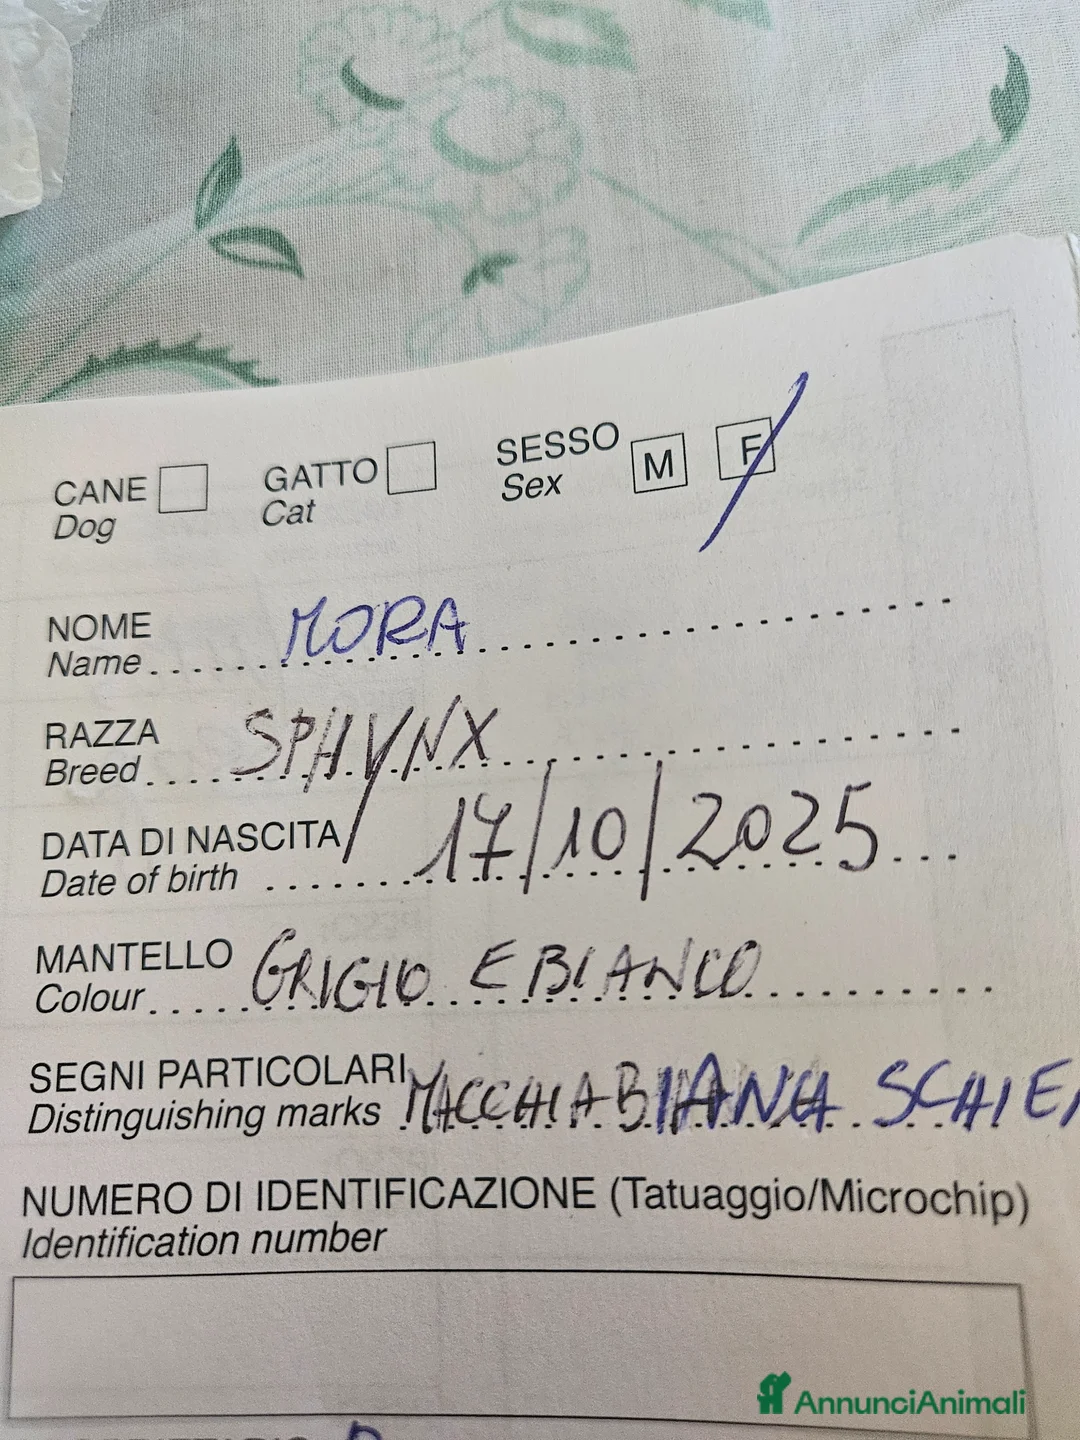 CANE GATTO SESSO M F
Dog Cat Sex
NOME MORA
Name
RAZZA SPHYNX
Breed
DATA DI NASCITA 17/10/2025
Date of birth
MANTELLO GRIGIO E BIANCO
Colour
SEGNI PARTICOLARI MACCHIA BIANCA SCHIE
Distinguishing marks
NUMERO DI IDENTIFICAZIONE (Tatuaggio/Microchip)
Identification number
AnnunciAnimali